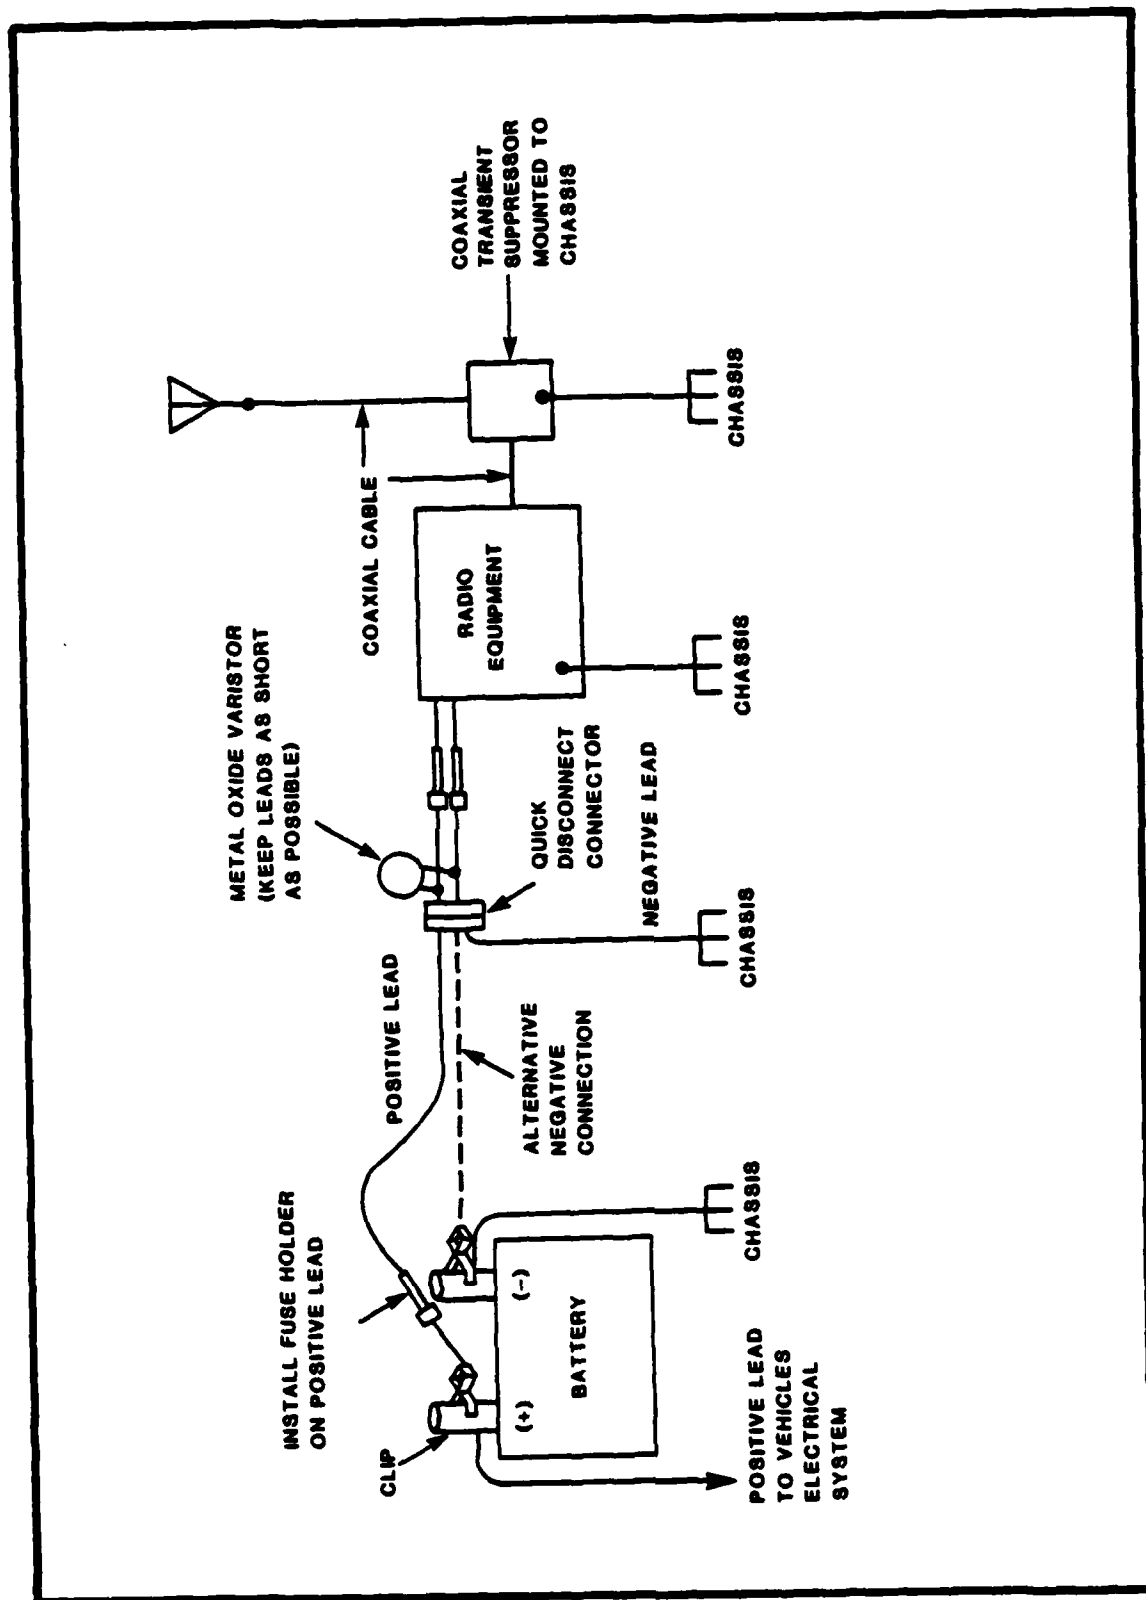 INSTALL FUSE HOLDER
ON POSITIVE LEAD
CLIP
(+)
(-)
BATTERY
POSITIVE LEAD
TO VEHICLES
ELECTRICAL
SYSTEM
CHASSIS
POSITIVE LEAD
ALTERNATIVE
NEGATIVE
CONNECTION
METAL OXIDE VARISTOR
(KEEP LEADS AS SHORT
AS POSSIBLE)
QUICK
DISCONNECT
CONNECTOR
NEGATIVE LEAD
CHASSIS
RADIO
EQUIPMENT
CHASSIS
COAXIAL CABLE
COAXIAL
TRANSIENT
SUPPRESSOR
MOUNTED TO
CHASSIS
CHASSIS